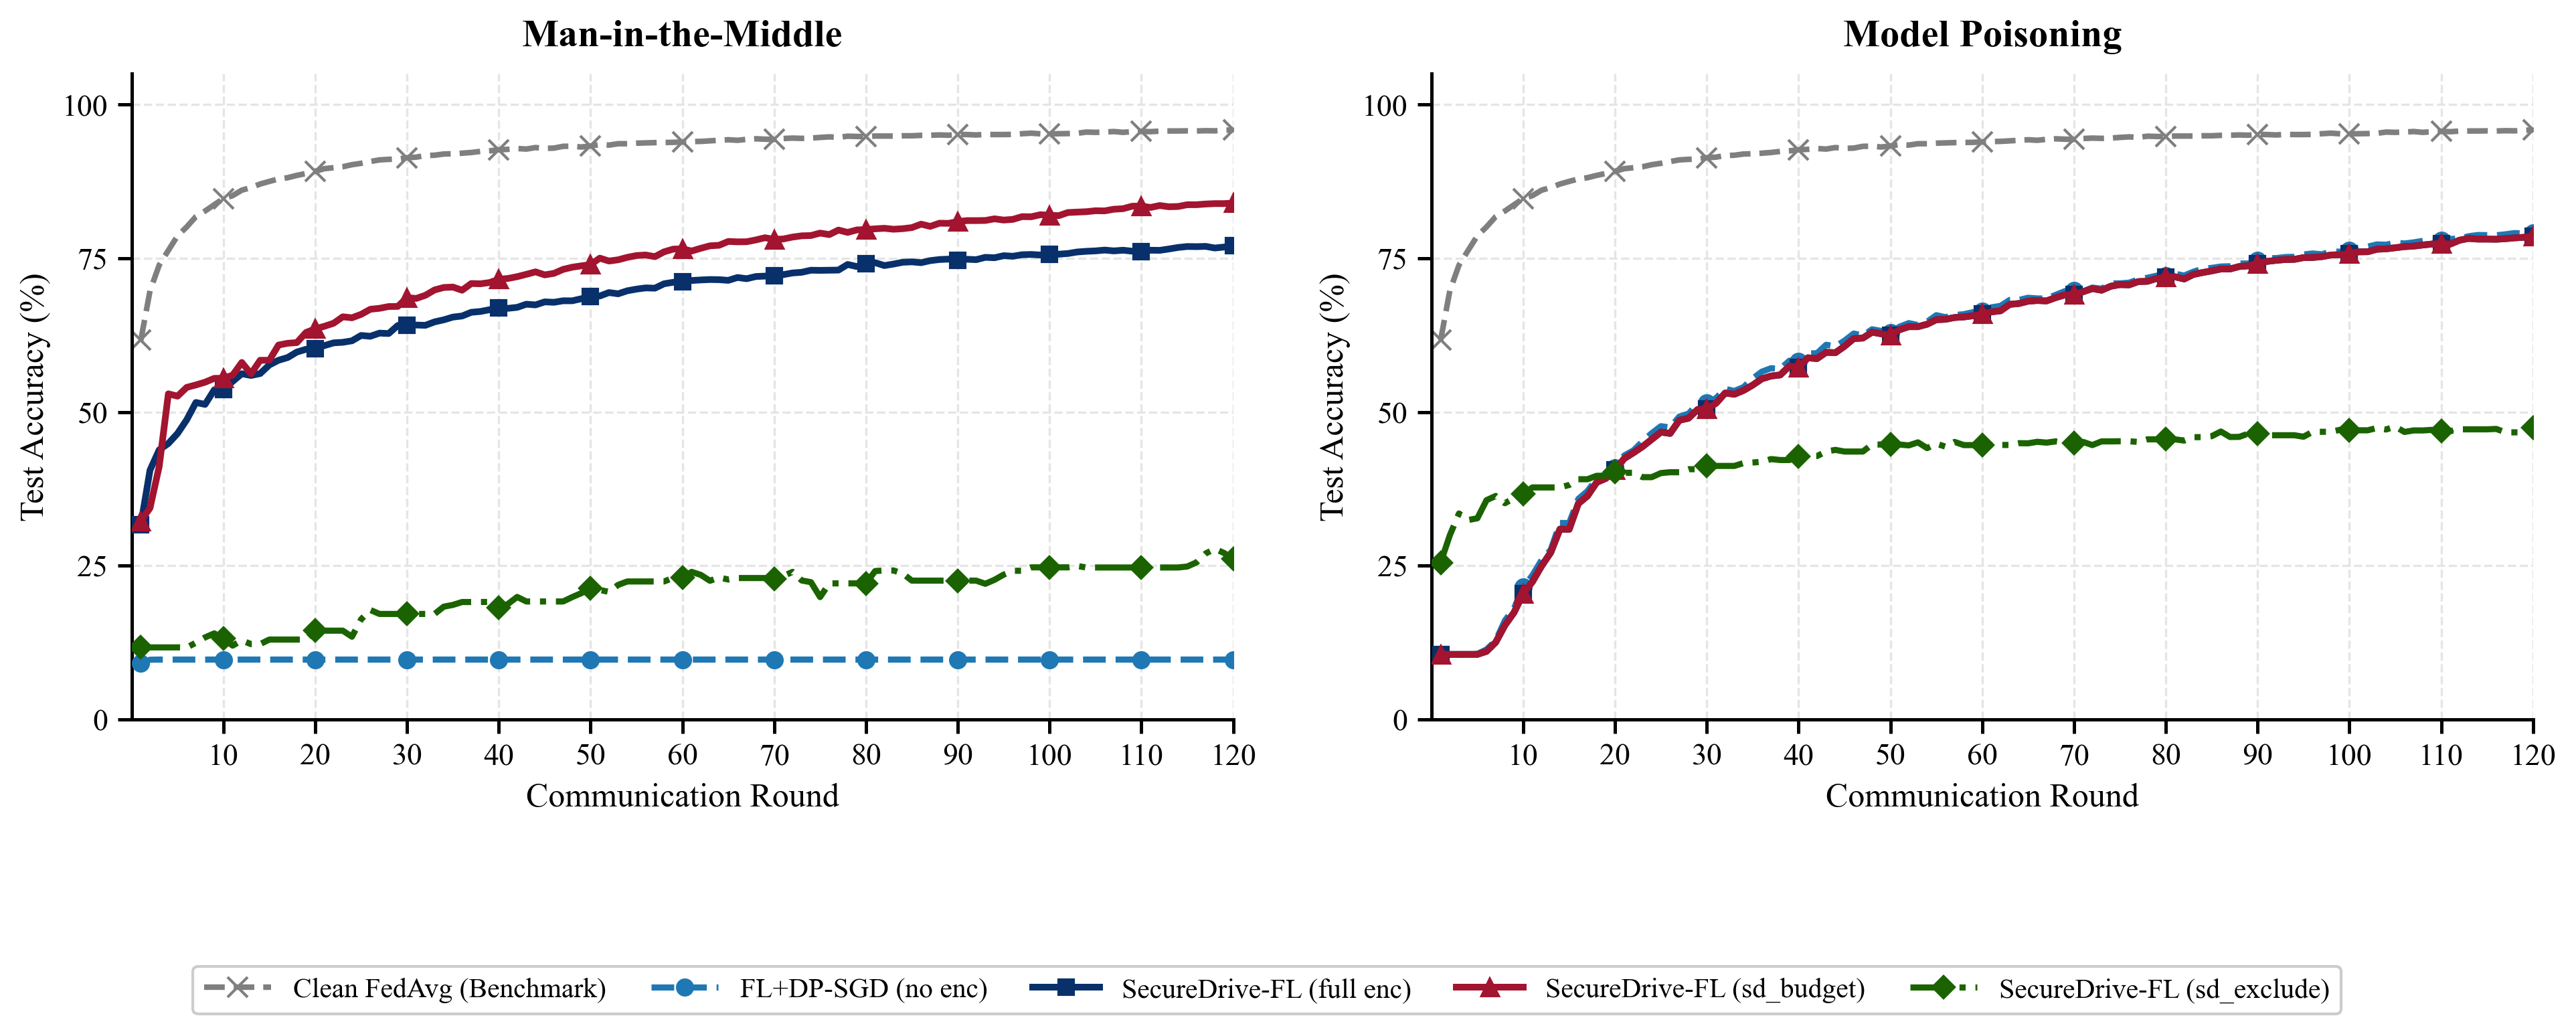 Man-in-the-Middle
Test Accuracy (%)
100
75
50
25
0
10 20 30 40 50 60 70 80 90 100 110 120
Communication Round
Model Poisoning
Test Accuracy (%)
100
75
50
25
0
10 20 30 40 50 60 70 80 90 100 110 120
Communication Round
Clean FedAvg (Benchmark) FL+DP-SGD (no enc) SecureDrive-FL (full enc) SecureDrive-FL (sd_budget) SecureDrive-FL (sd_exclude)